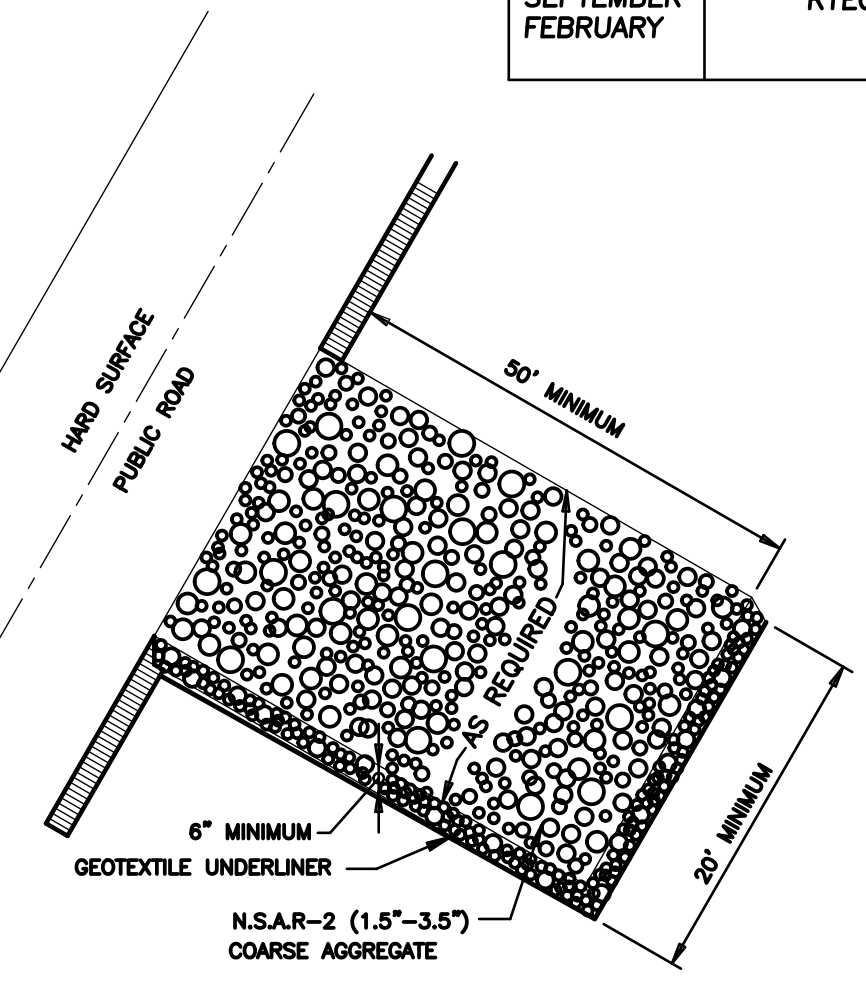 FEBRUARY
HARD SURFACE
PUBLIC ROAD
50' MINIMUM
AS REQUIRED
20' MINIMUM
6" MINIMUM
GEOTEXTILE UNDERLINER
N.S.A.R-2 (1.5"-3.5")
COARSE AGGREGATE